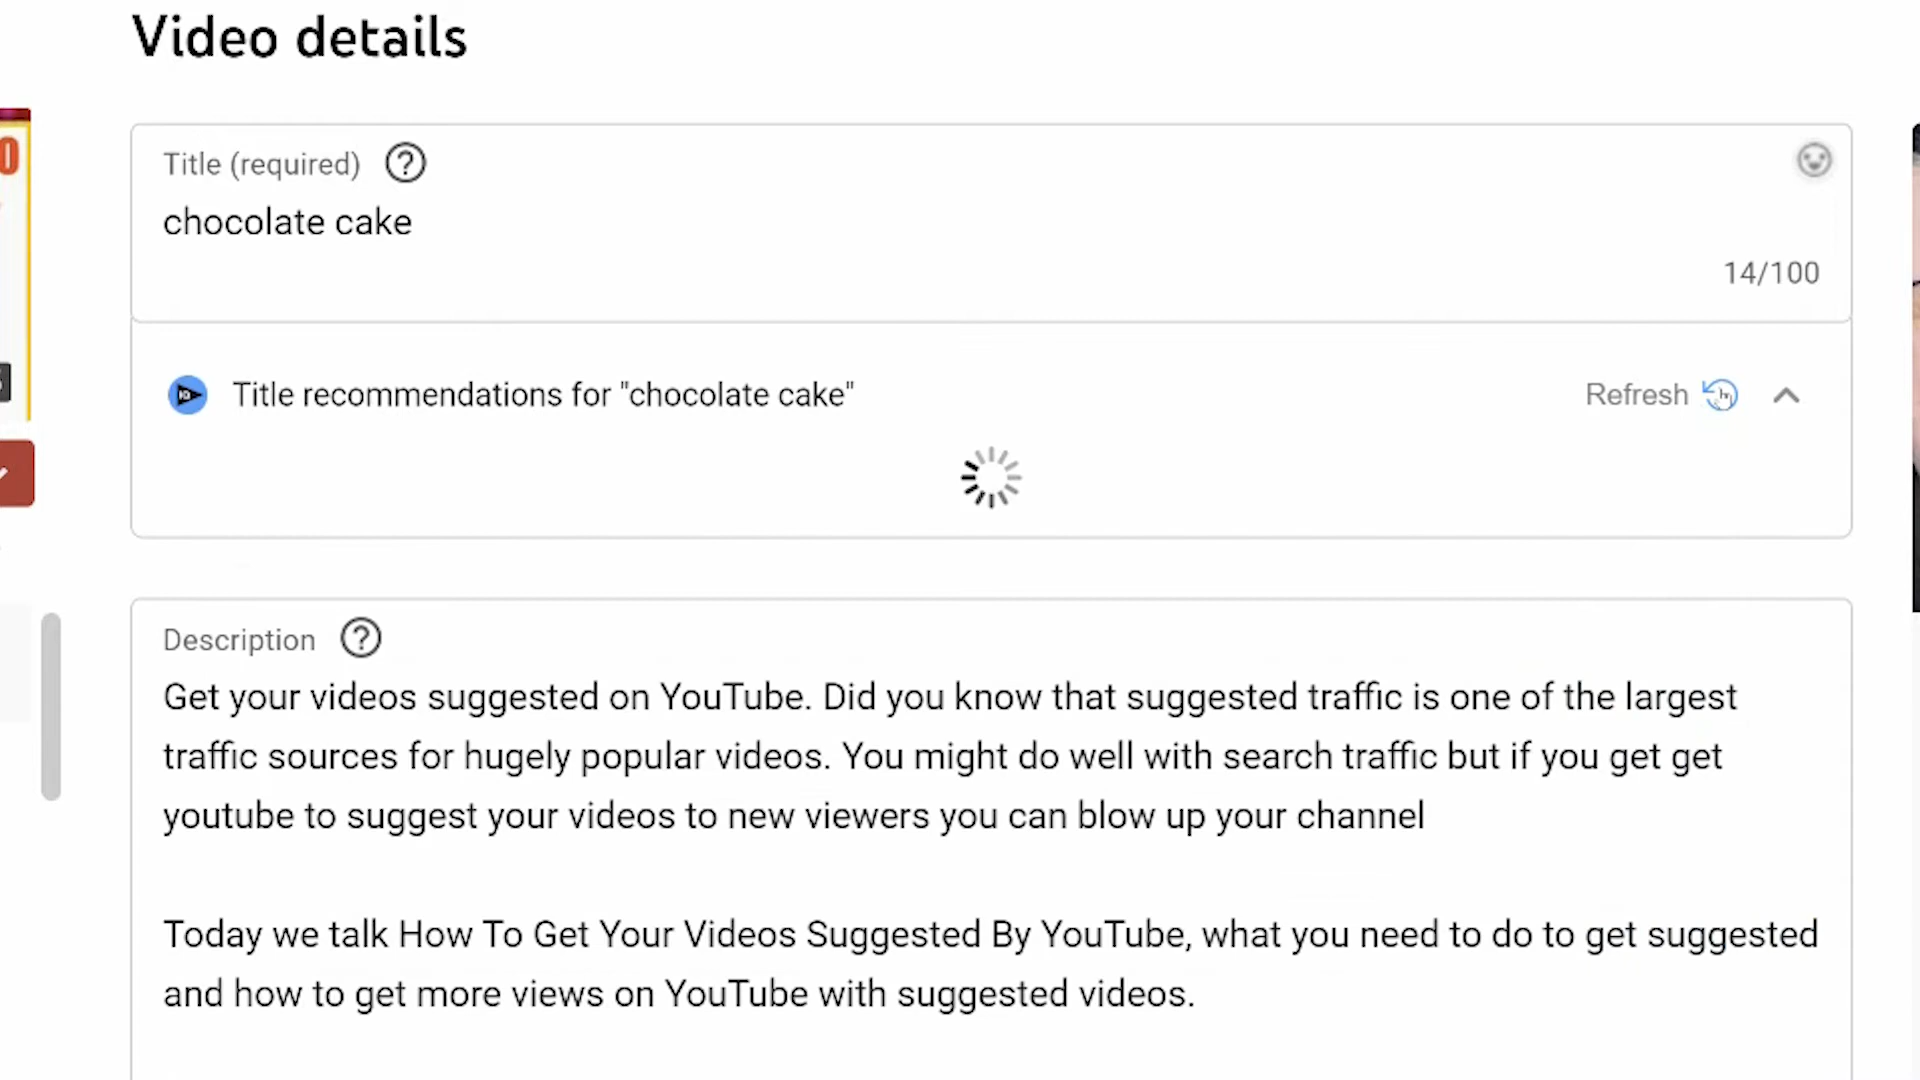 Video details
Title (required)
chocolate cake
14/100
Title recommendations for "chocolate cake"
Refresh
Description
Get your videos suggested on YouTube. Did you know that suggested traffic is one of the largest
traffic sources for hugely popular videos. You might do well with search traffic but if you get get
youtube to suggest your videos to new viewers you can blow up your channel
Today we talk How To Get Your Videos Suggested By YouTube, what you need to do to get suggested
and how to get more views on YouTube with suggested videos.